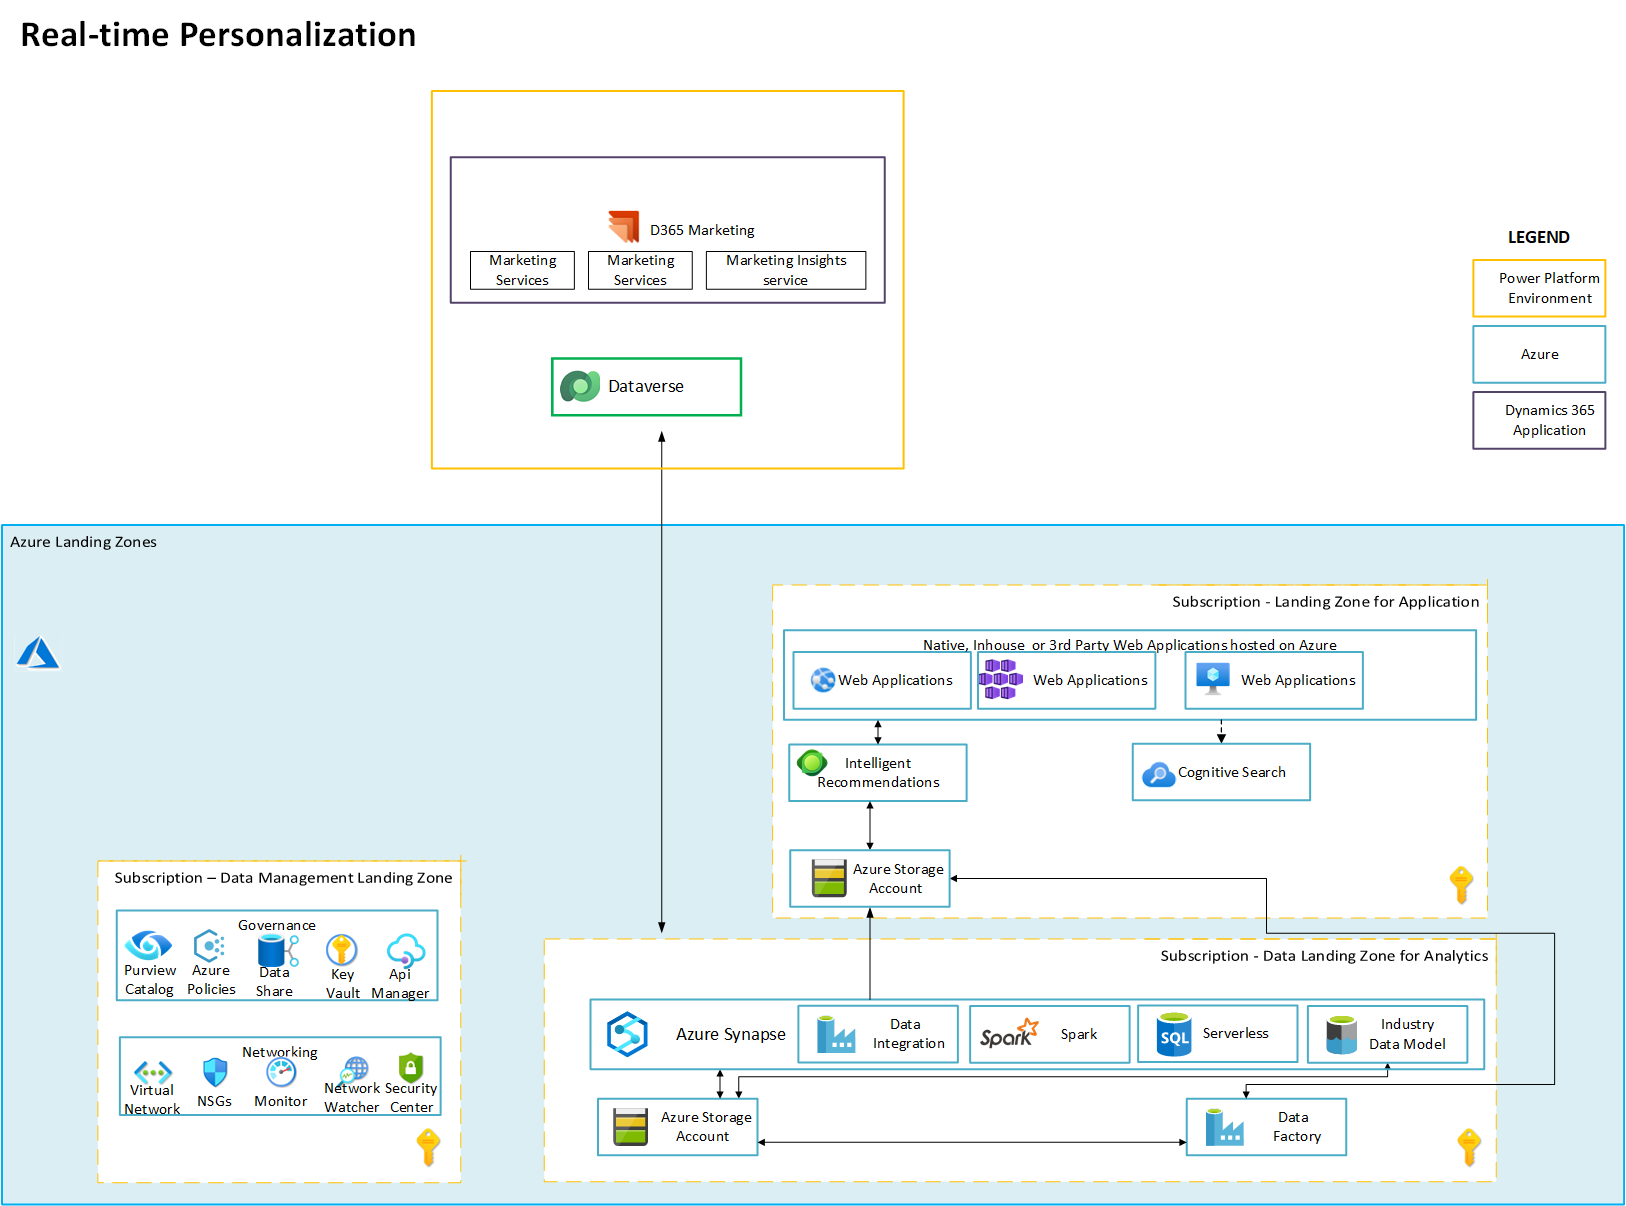 Real-time Personalization
D365 Marketing
Marketing
Services
Marketing
Services
Marketing Insights
service
Dataverse
LEGEND
Power Platform
Environment
Azure
Dynamics 365
Application
Azure Landing Zones
Subscription - Landing Zone for Application
Native, Inhouse or 3rd Party Web Applications hosted on Azure
Web Applications
Web Applications
Web Applications
Intelligent
Recommendations
Cognitive Search
Azure Storage
Account
Subscription – Data Management Landing Zone
Governance
Purview
Catalog
Azure
Policies
Data
Share
Key
Vault
Api
Manager
Networking
Virtual
Network
NSGs
Monitor
Network
Watcher
Security
Center
Subscription - Data Landing Zone for Analytics
Azure Synapse
Data
Integration
Spark
Spark
SQL
Serverless
Industry
Data Model
Azure Storage
Account
Data
Factory